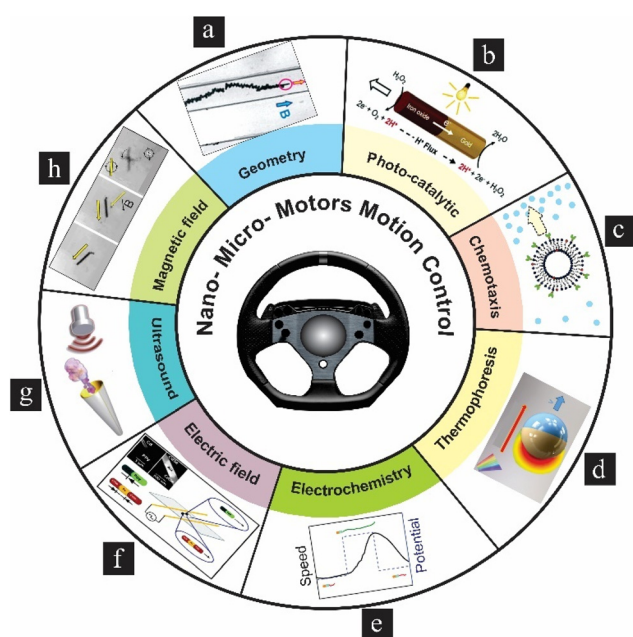 a
b
c
d
e
f
g
h
Nano- Micro- Motors Motion Control
Geometry
Photo-catalytic
Chemotaxis
Thermophoresis
Electrochemistry
Electric field
Ultrasound
Magnetic field
B
H₂O₂
2e⁻ + O₂ + 2H⁺
Iron oxide
Gold
2H₂O
H⁺ Flux
2H⁺ + 2e + H₂O₂
Speed
Potential
B